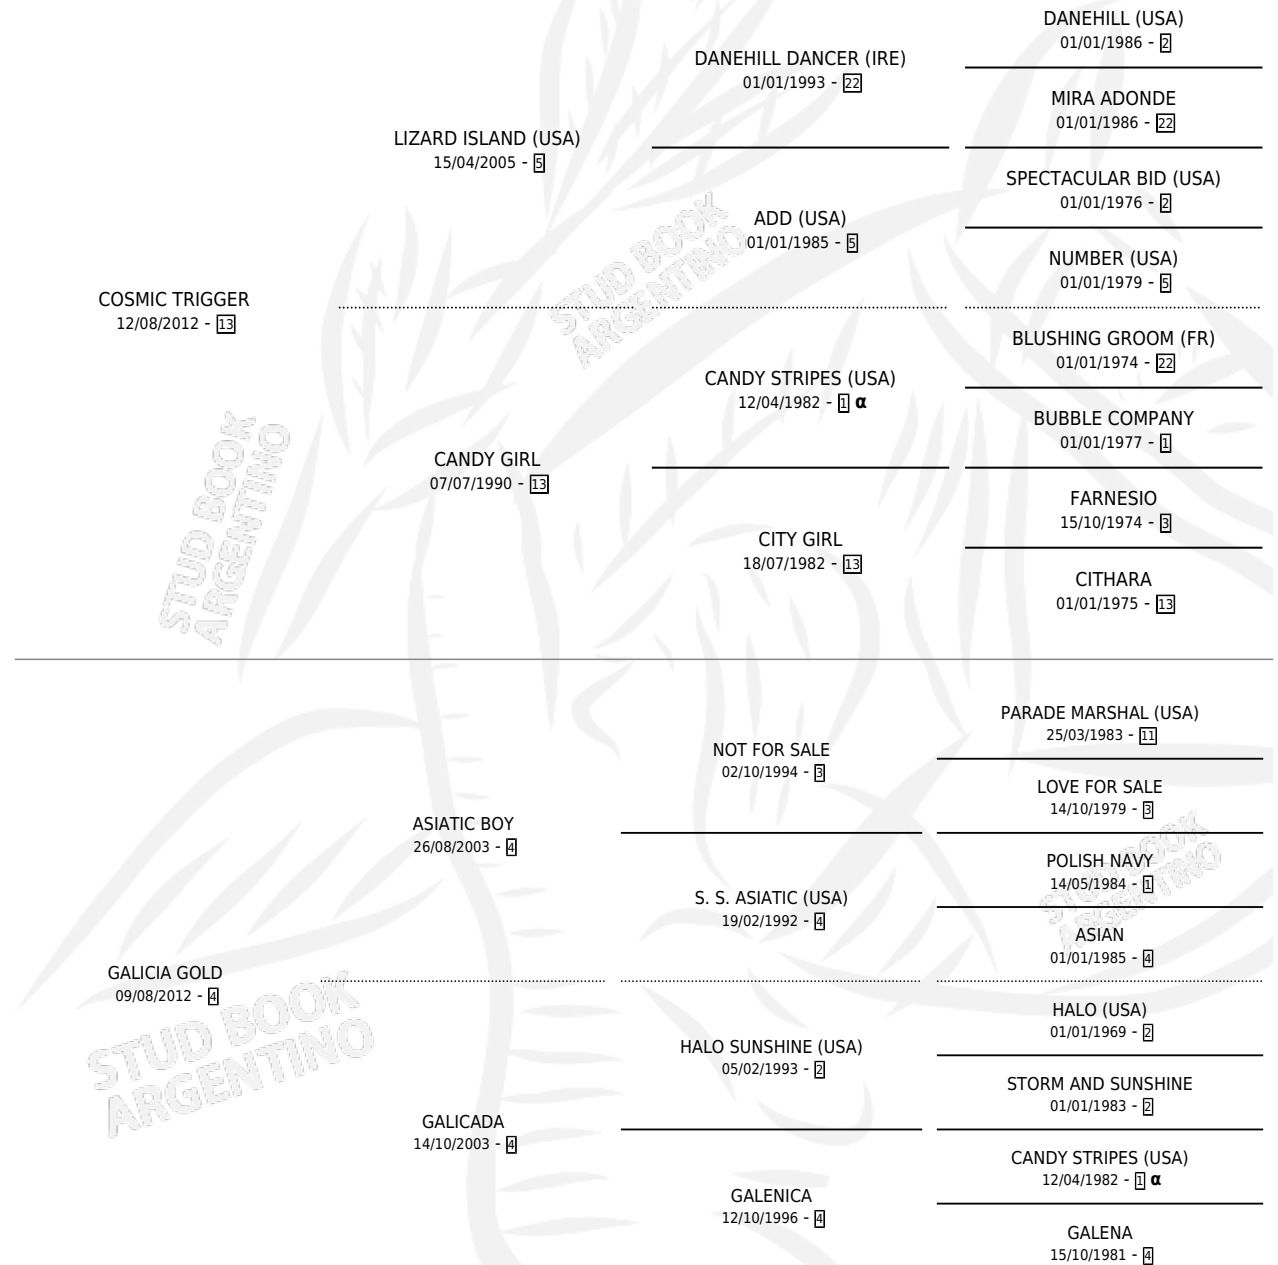 DANEHILL (USA)
01/01/1986 - 2
DANEHILL DANCER (IRE)
01/01/1993 - 22
MIRA ADONDE
01/01/1986 - 22
LIZARD ISLAND (USA)
15/04/2005 - 5
SPECTACULAR BID (USA)
01/01/1976 - 2
ADD (USA)
01/01/1985 - 5
NUMBER (USA)
01/01/1979 - 5
STUD BOOK
ARGENTINO
COSMIC TRIGGER
12/08/2012 - 13
BLUSHING GROOM (FR)
01/01/1974 - 22
CANDY STRIPES (USA)
12/04/1982 - 1 α
BUBBLE COMPANY
01/01/1977 - 1
CANDY GIRL
07/07/1990 - 13
FARNESIO
15/10/1974 - 3
CITY GIRL
18/07/1982 - 13
CITHARA
01/01/1975 - 13
STUD BOOK
ARGENTINO
PARADE MARSHAL (USA)
25/03/1983 - 11
NOT FOR SALE
02/10/1994 - 3
LOVE FOR SALE
14/10/1979 - 3
ASIATIC BOY
26/08/2003 - 4
POLISH NAVY
14/05/1984 - 1
S. S. ASIATIC (USA)
19/02/1992 - 4
ASIAN
01/01/1985 - 4
STUD BOOK
ARGENTINO
GALICIA GOLD
09/08/2012 - 4
HALO (USA)
01/01/1969 - 2
HALO SUNSHINE (USA)
05/02/1993 - 2
STORM AND SUNSHINE
01/01/1983 - 2
STUD BOOK
ARGENTINO
GALICADA
14/10/2003 - 4
CANDY STRIPES (USA)
12/04/1982 - 1 α
GALENICA
12/10/1996 - 4
GALENA
15/10/1981 - 4